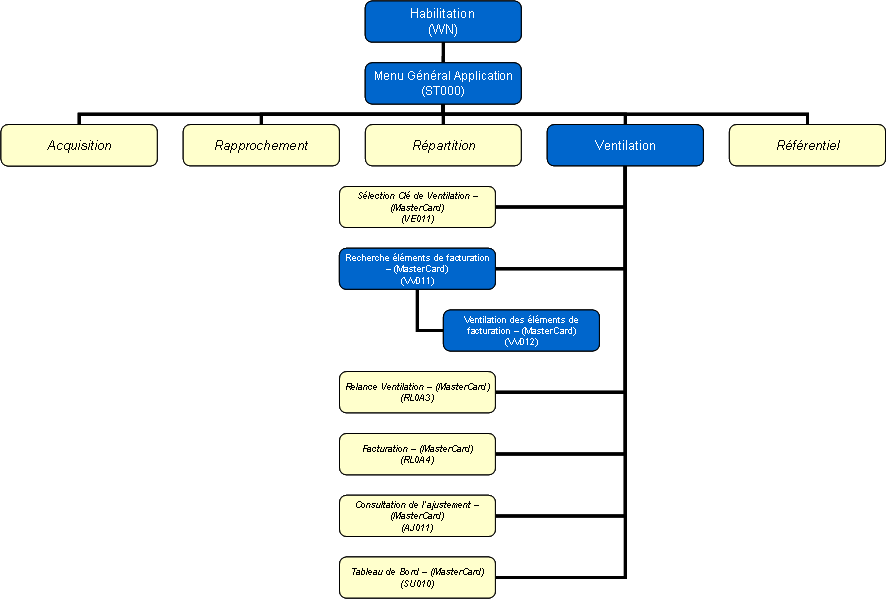 Habilitation
(WN)
Menu Général Application
(ST000)
Acquisition
Rapprochement
Répartition
Ventilation
Référentiel
Sélection Clé de Ventilation –
(MasterCard)
(VE011)
Recherche éléments de facturation
– (MasterCard)
(VV011)
Ventilation des éléments de
facturation – (MasterCard)
(VV012)
Relance Ventilation – (MasterCard)
(RL0A3)
Facturation – (MasterCard)
(RL0A4)
Consultation de l'ajustement –
(MasterCard)
(AJ011)
Tableau de Bord – (MasterCard)
(SU010)